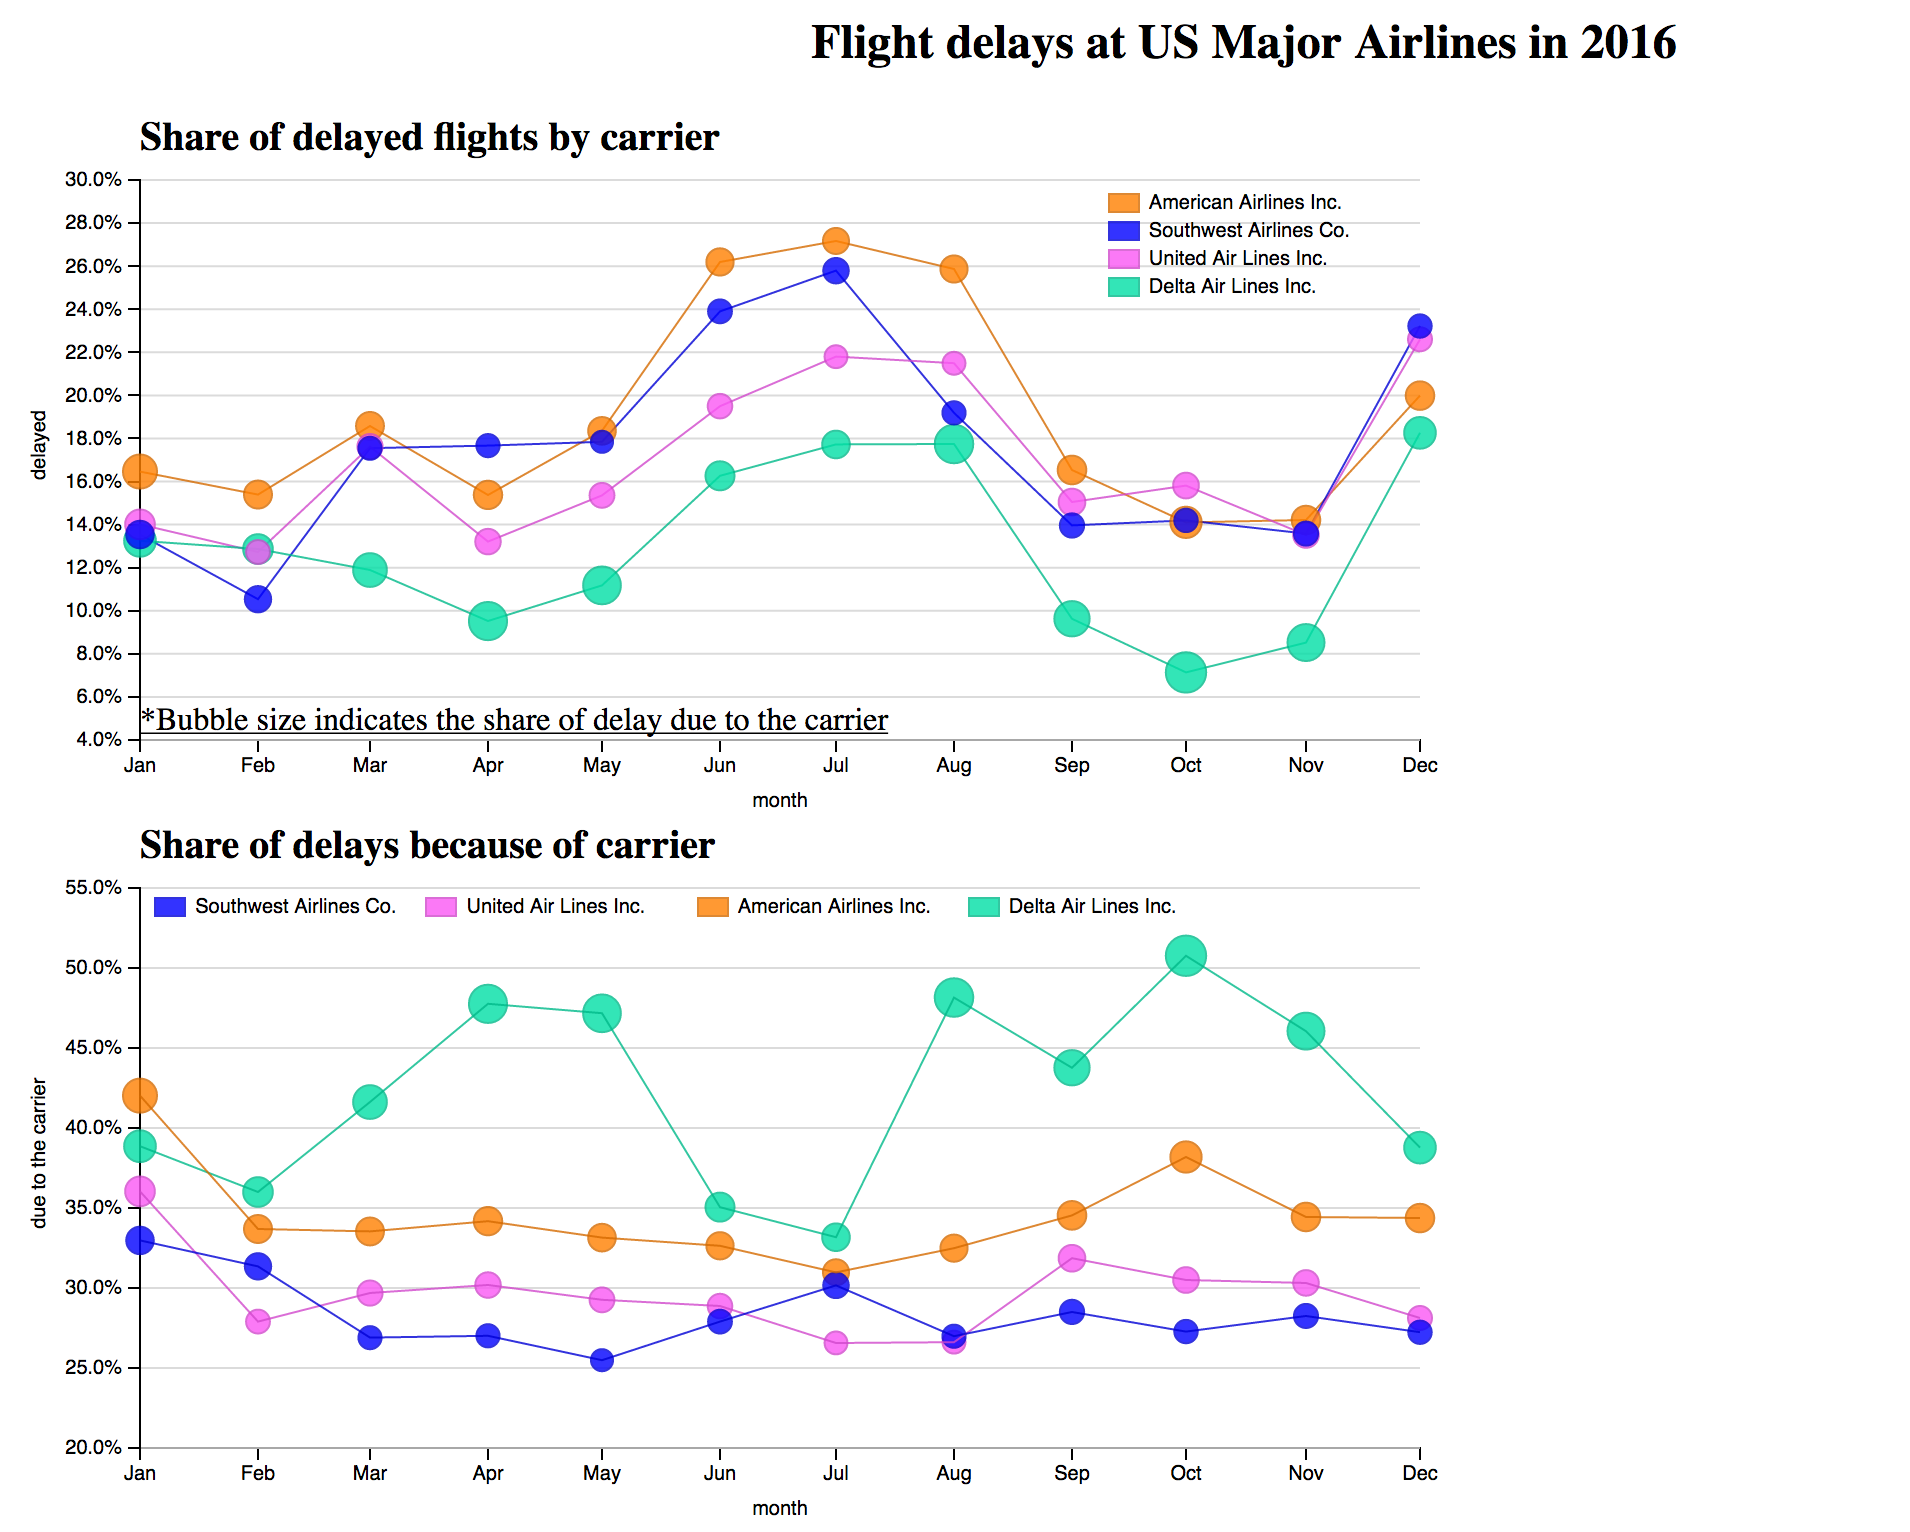 Flight delays at US Major Airlines in 2016
Share of delayed flights by carrier
30.0%
28.0%
26.0%
24.0%
22.0%
20.0%
18.0%
16.0%
14.0%
12.0%
10.0%
8.0%
6.0%
4.0%
delayed
American Airlines Inc.
Southwest Airlines Co.
United Air Lines Inc.
Delta Air Lines Inc.
*Bubble size indicates the share of delay due to the carrier
Jan Feb Mar Apr May Jun Jul Aug Sep Oct Nov Dec
month
Share of delays because of carrier
55.0%
50.0%
45.0%
40.0%
35.0%
30.0%
25.0%
20.0%
due to the carrier
Southwest Airlines Co. United Air Lines Inc. American Airlines Inc. Delta Air Lines Inc.
Jan Feb Mar Apr May Jun Jul Aug Sep Oct Nov Dec
month